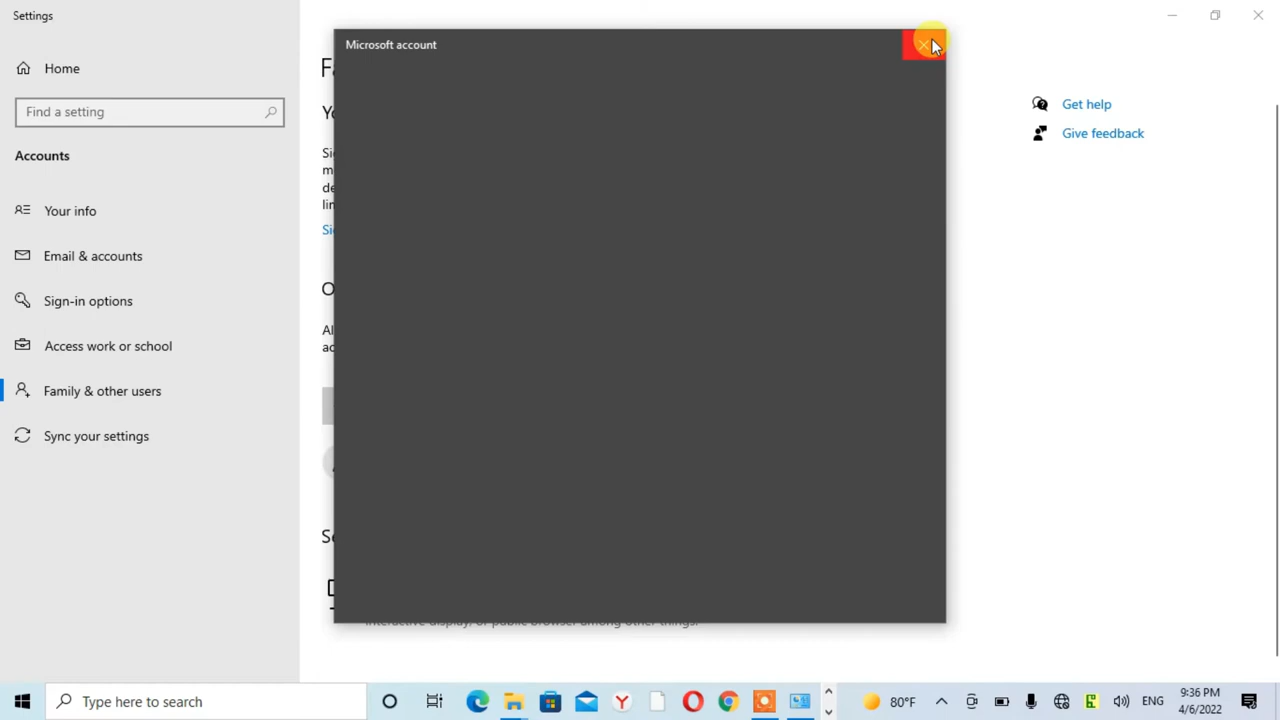 Settings
Home
Find a setting
Accounts
Your info
Email & accounts
Sign-in options
Access work or school
Family & other users
Sync your settings
Microsoft account
Get help
Give feedback
Type here to search
80°F
ENG
9:36 PM
4/6/2022